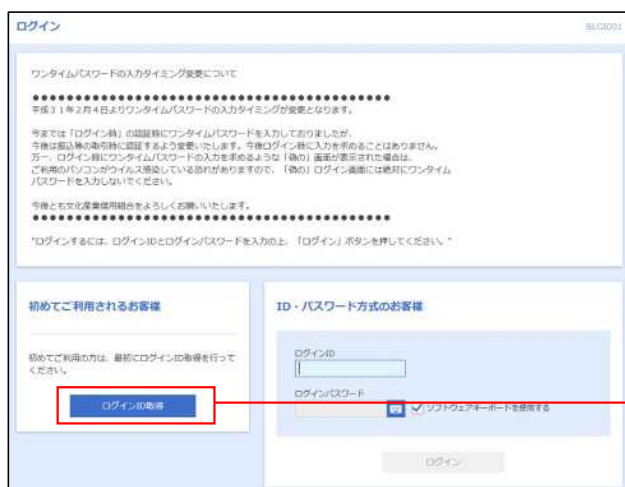 ログイン
BLGI001
ワンタイムパスワードの入力タイミング変更について
●●●●●●●●●●●●●●●●●●●●●●●●●●●●●●●●●●●●●●●●
平成31年2月4日よりワンタイムパスワードの入力タイミングが変更となります。
今までは「ログイン時」の認証時にワンタイムパスワードを入力しておりましたが、
今後は振込等の取引時に認証するよう変更いたします。今後ログイン時に入力を求めることはありません。
万一、ログイン時にワンタイムパスワードの入力を求めるような「偽の」画面が表示された場合は、
ご利用のパソコンがウイルス感染している恐れがありますので、「偽の」ログイン画面には絶対にワンタイム
パスワードを入力しないでください。
今後とも文化産業信用組合をよろしくお願いいたします。
●●●●●●●●●●●●●●●●●●●●●●●●●●●●●●●●●●●●●●●●
"ログインするには、ログインIDとログインパスワードを入力の上、「ログイン」ボタンを押してください。"
初めてご利用されるお客様
初めてご利用の方は、最初にログインID取得を行って
ください。
ログインID取得
ID・パスワード方式のお客様
ログインID
ログインパスワード
ソフトウェアキーボードを使用する
ログイン